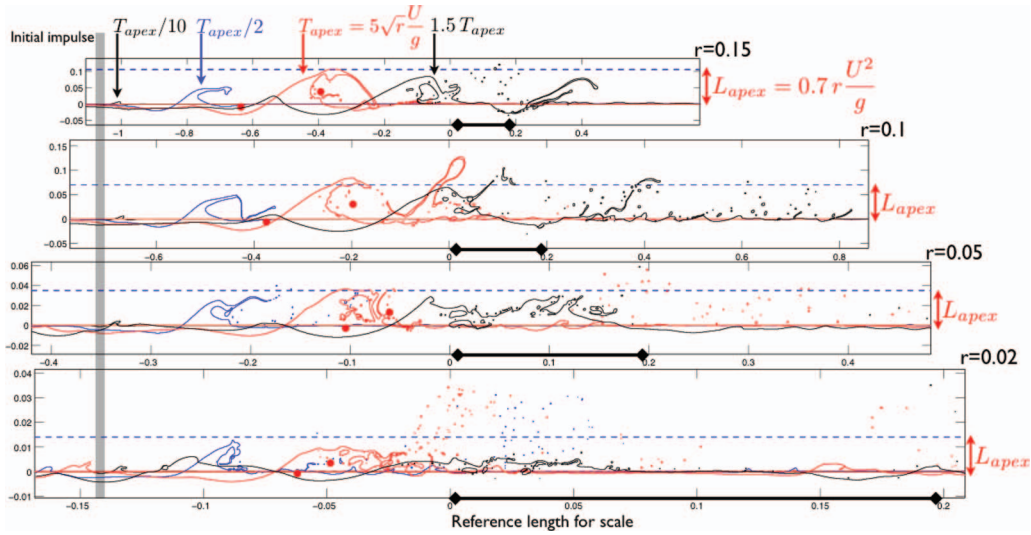 Initial impulse
T_apex/10
T_apex/2
T_apex = 5√r U/g
1.5 T_apex
r=0.15
0.1
0.05
0
−0.05
−1 −0.8 −0.6 −0.4 −0.2 0 0.2 0.4
L_apex = 0.7 r U²/g
r=0.1
0.15
0.1
0.05
0
−0.05
−0.6 −0.4 −0.2 0 0.2 0.4 0.6 0.8
L_apex
r=0.05
0.06
0.04
0.02
0
−0.02
−0.4 −0.3 −0.2 −0.1 0 0.1 0.2 0.3 0.4
L_apex
r=0.02
0.04
0.03
0.02
0.01
0
−0.01
−0.15 −0.1 −0.05 0 0.05 0.1 0.15 0.2
L_apex
Reference length for scale